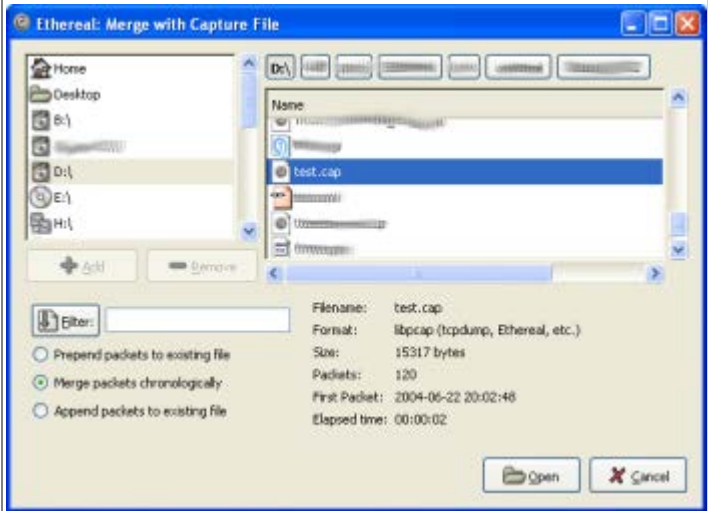 Ethereal: Merge with Capture File
Home
Desktop
B:\
D:\
E:\
H:\
Add
Remove
D:\
Name
test.cap
Filter:
Prepend packets to existing file
Merge packets chronologically
Append packets to existing file
Filename: test.cap
Format: libpcap (tcpdump, Ethereal, etc.)
Size: 15317 bytes
Packets: 120
First Packet: 2004-06-22 20:02:48
Elapsed time: 00:00:02
Open
Cancel